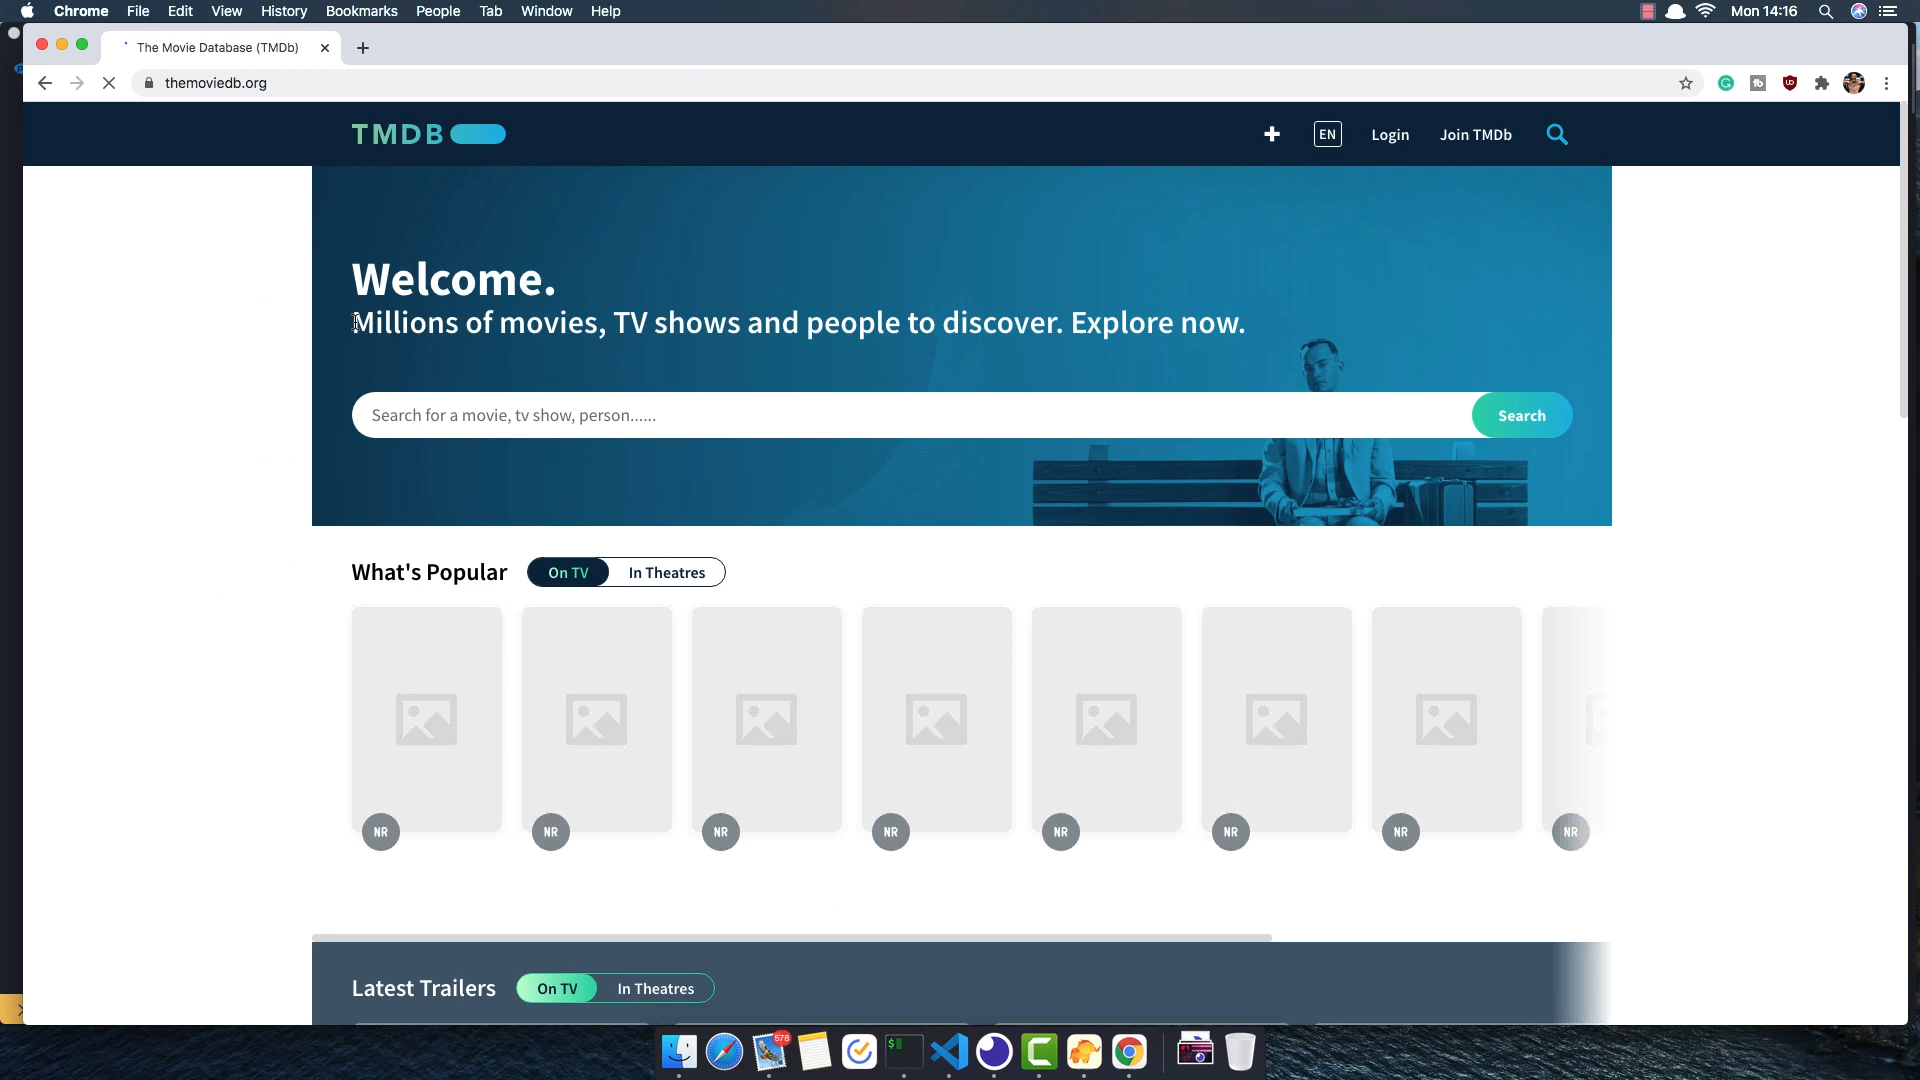 Chrome File Edit View History Bookmarks People Tab Window Help Mon 14:16
The Movie Database (TMDb)
themoviedb.org
TMDB
EN Login Join TMDb
Welcome.
Millions of movies, TV shows and people to discover. Explore now.
Search for a movie, tv show, person......
Search
What's Popular On TV In Theatres
NR NR NR NR NR NR NR NR
Latest Trailers On TV In Theatres
578